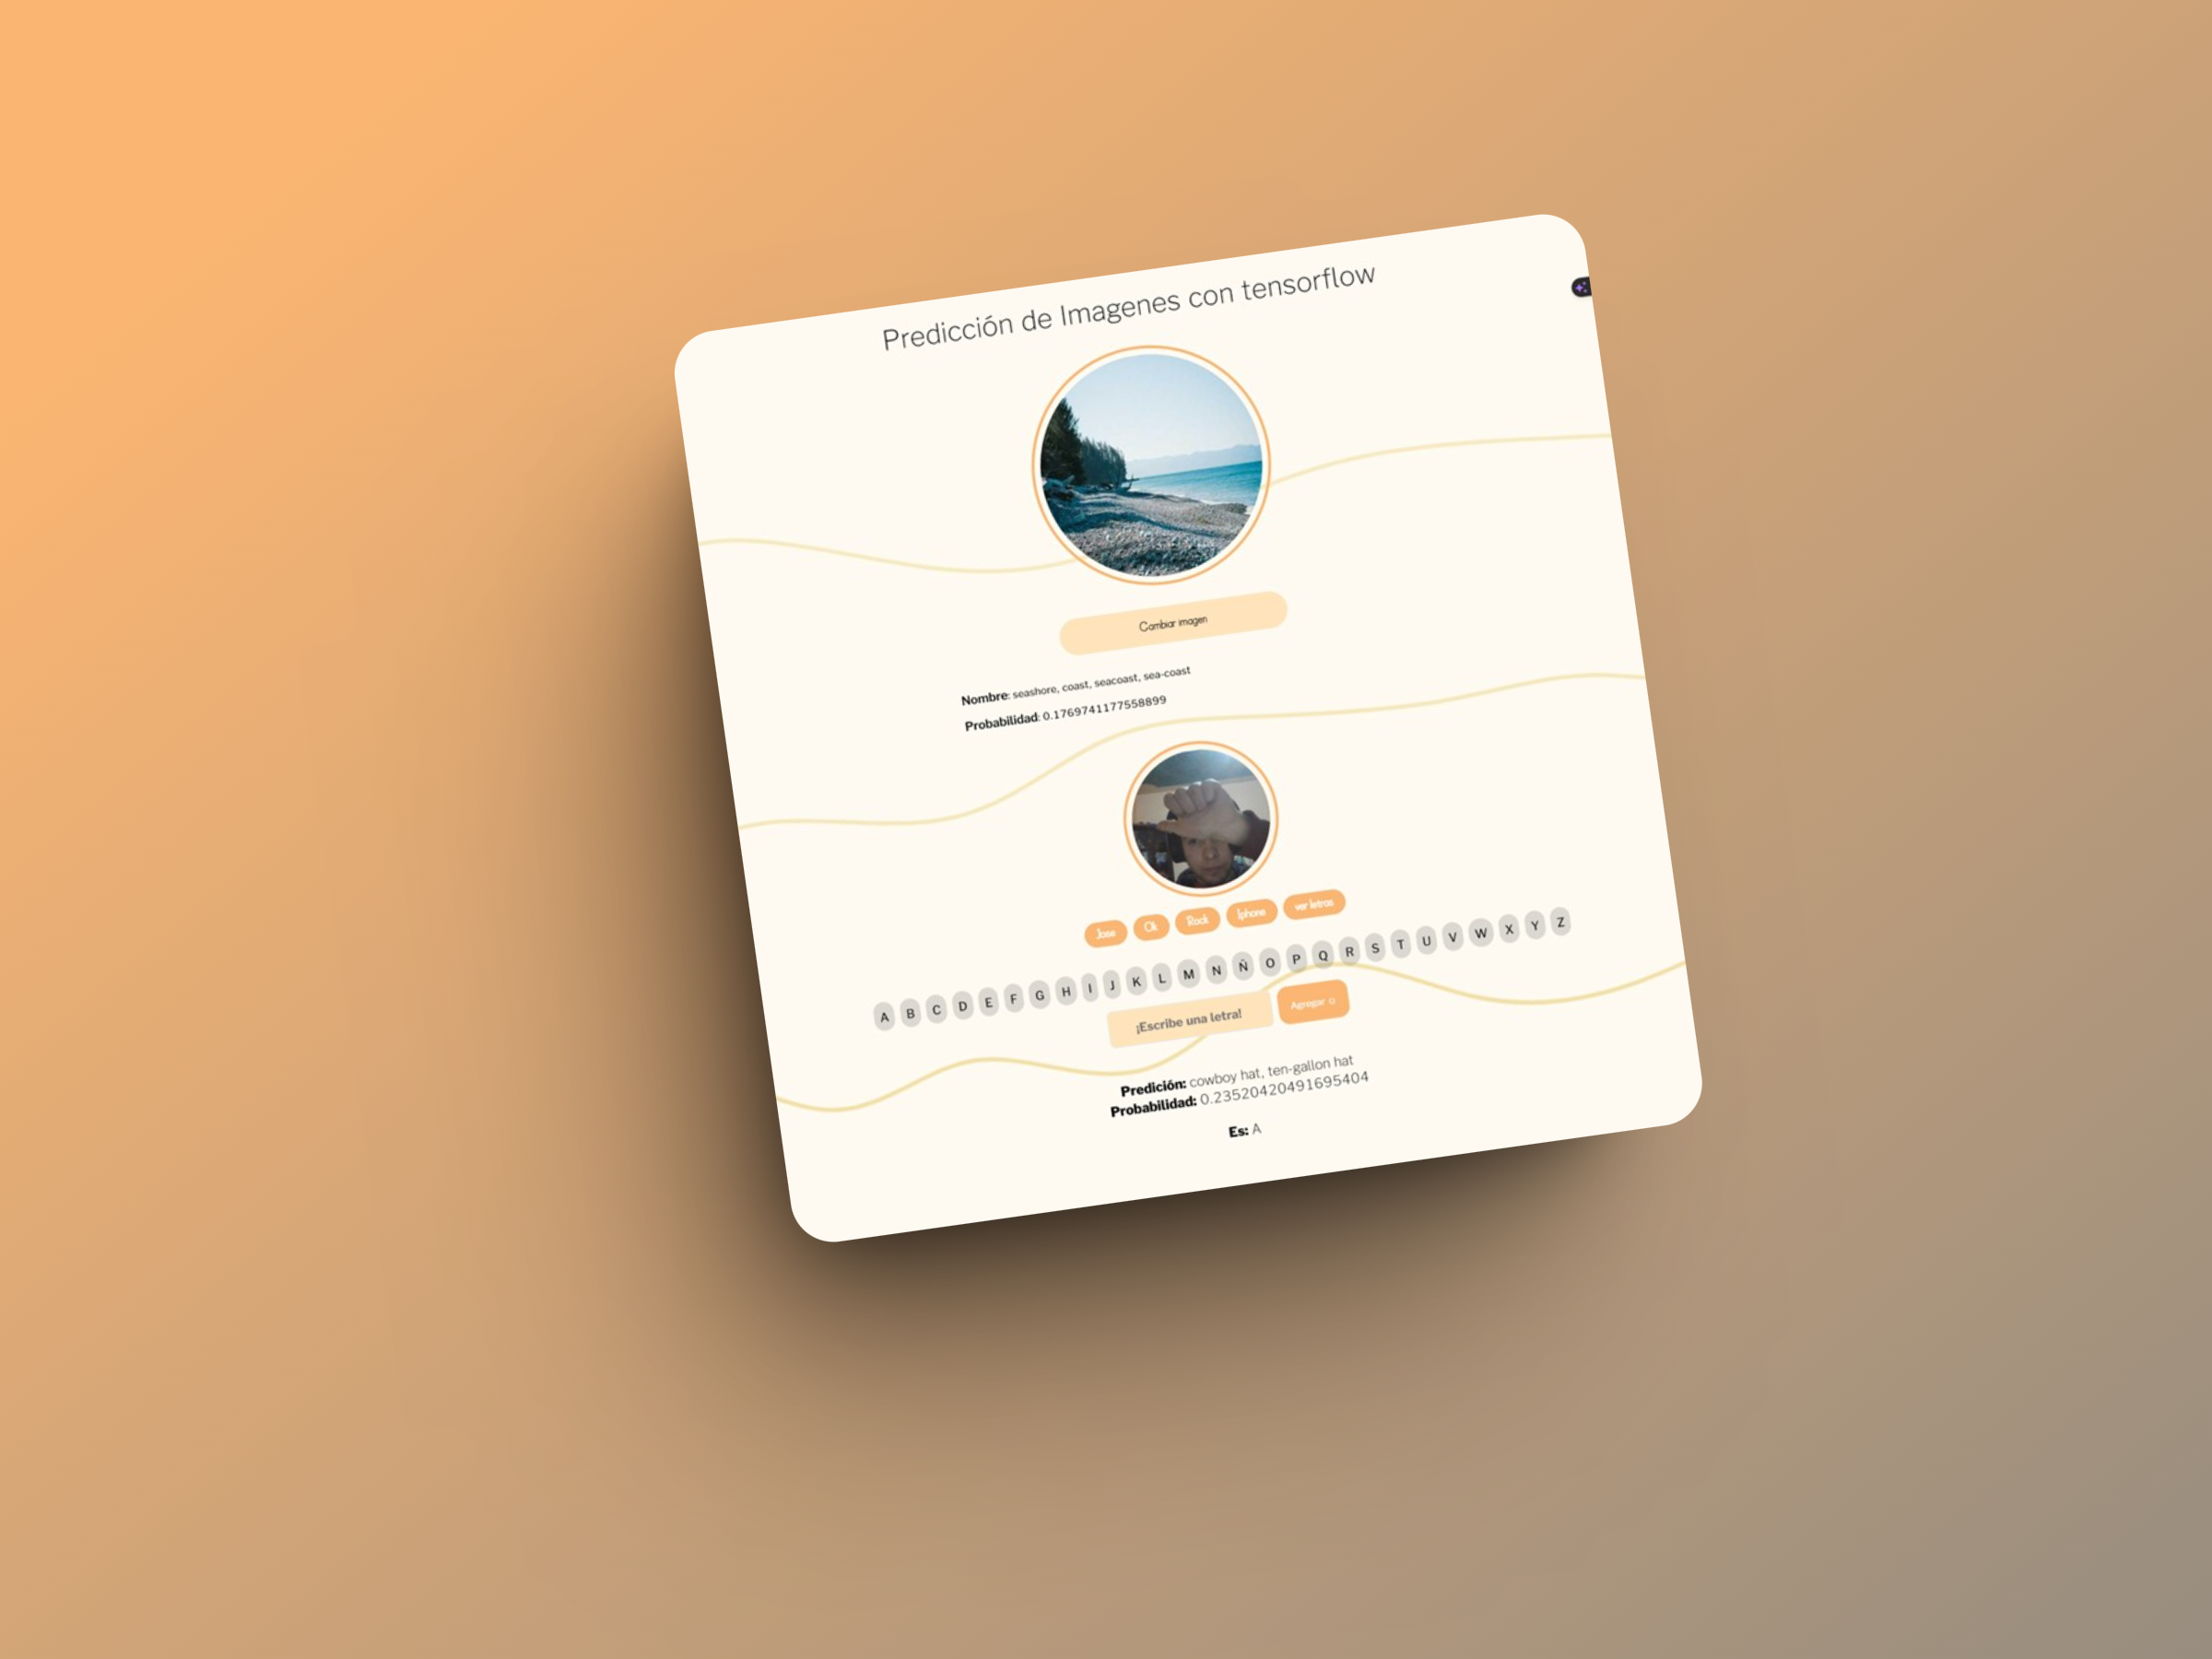 Predicción de Imagenes con tensorflow
Cambiar imagen
Nombre: seashore, coast, seacoast, sea-coast
Probabilidad: 0.1769741177558899
Jose Ok Rock Iphone ver letras
A B C D E F G H I J K L M N Ñ O P Q R S T U V W X Y Z
¡Escribe una letra! Agregar
Predición: cowboy hat, ten-gallon hat
Probabilidad: 0.23520420491695404
Es: A